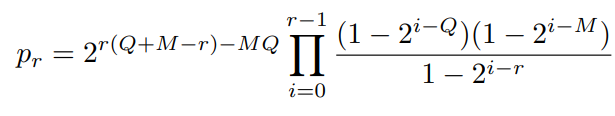 $p_r = 2^{r(Q+M-r)-MQ} \prod_{i=0}^{r-1} \frac{(1-2^{i-Q})(1-2^{i-M})}{1-2^{i-r}}$